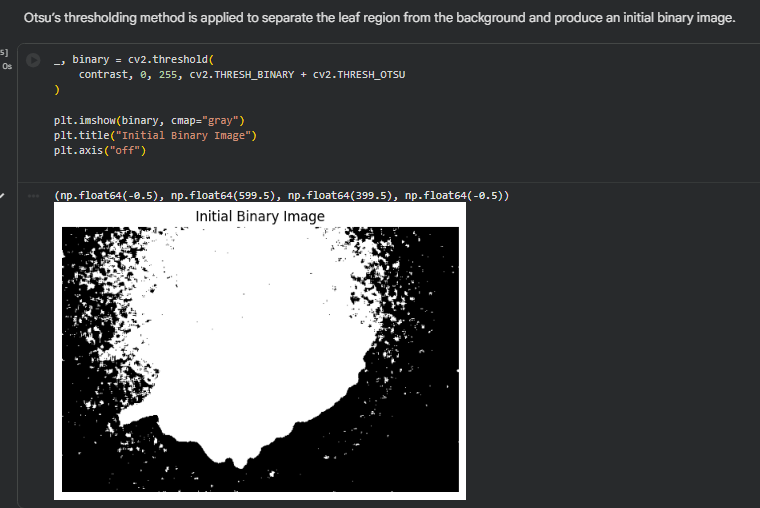 Otsu's thresholding method is applied to separate the leaf region from the background and produce an initial binary image.
5]
0s
_, binary = cv2.threshold(
    contrast, 0, 255, cv2.THRESH_BINARY + cv2.THRESH_OTSU
)
plt.imshow(binary, cmap="gray")
plt.title("Initial Binary Image")
plt.axis("off")
(np.float64(-0.5), np.float64(599.5), np.float64(399.5), np.float64(-0.5))
Initial Binary Image